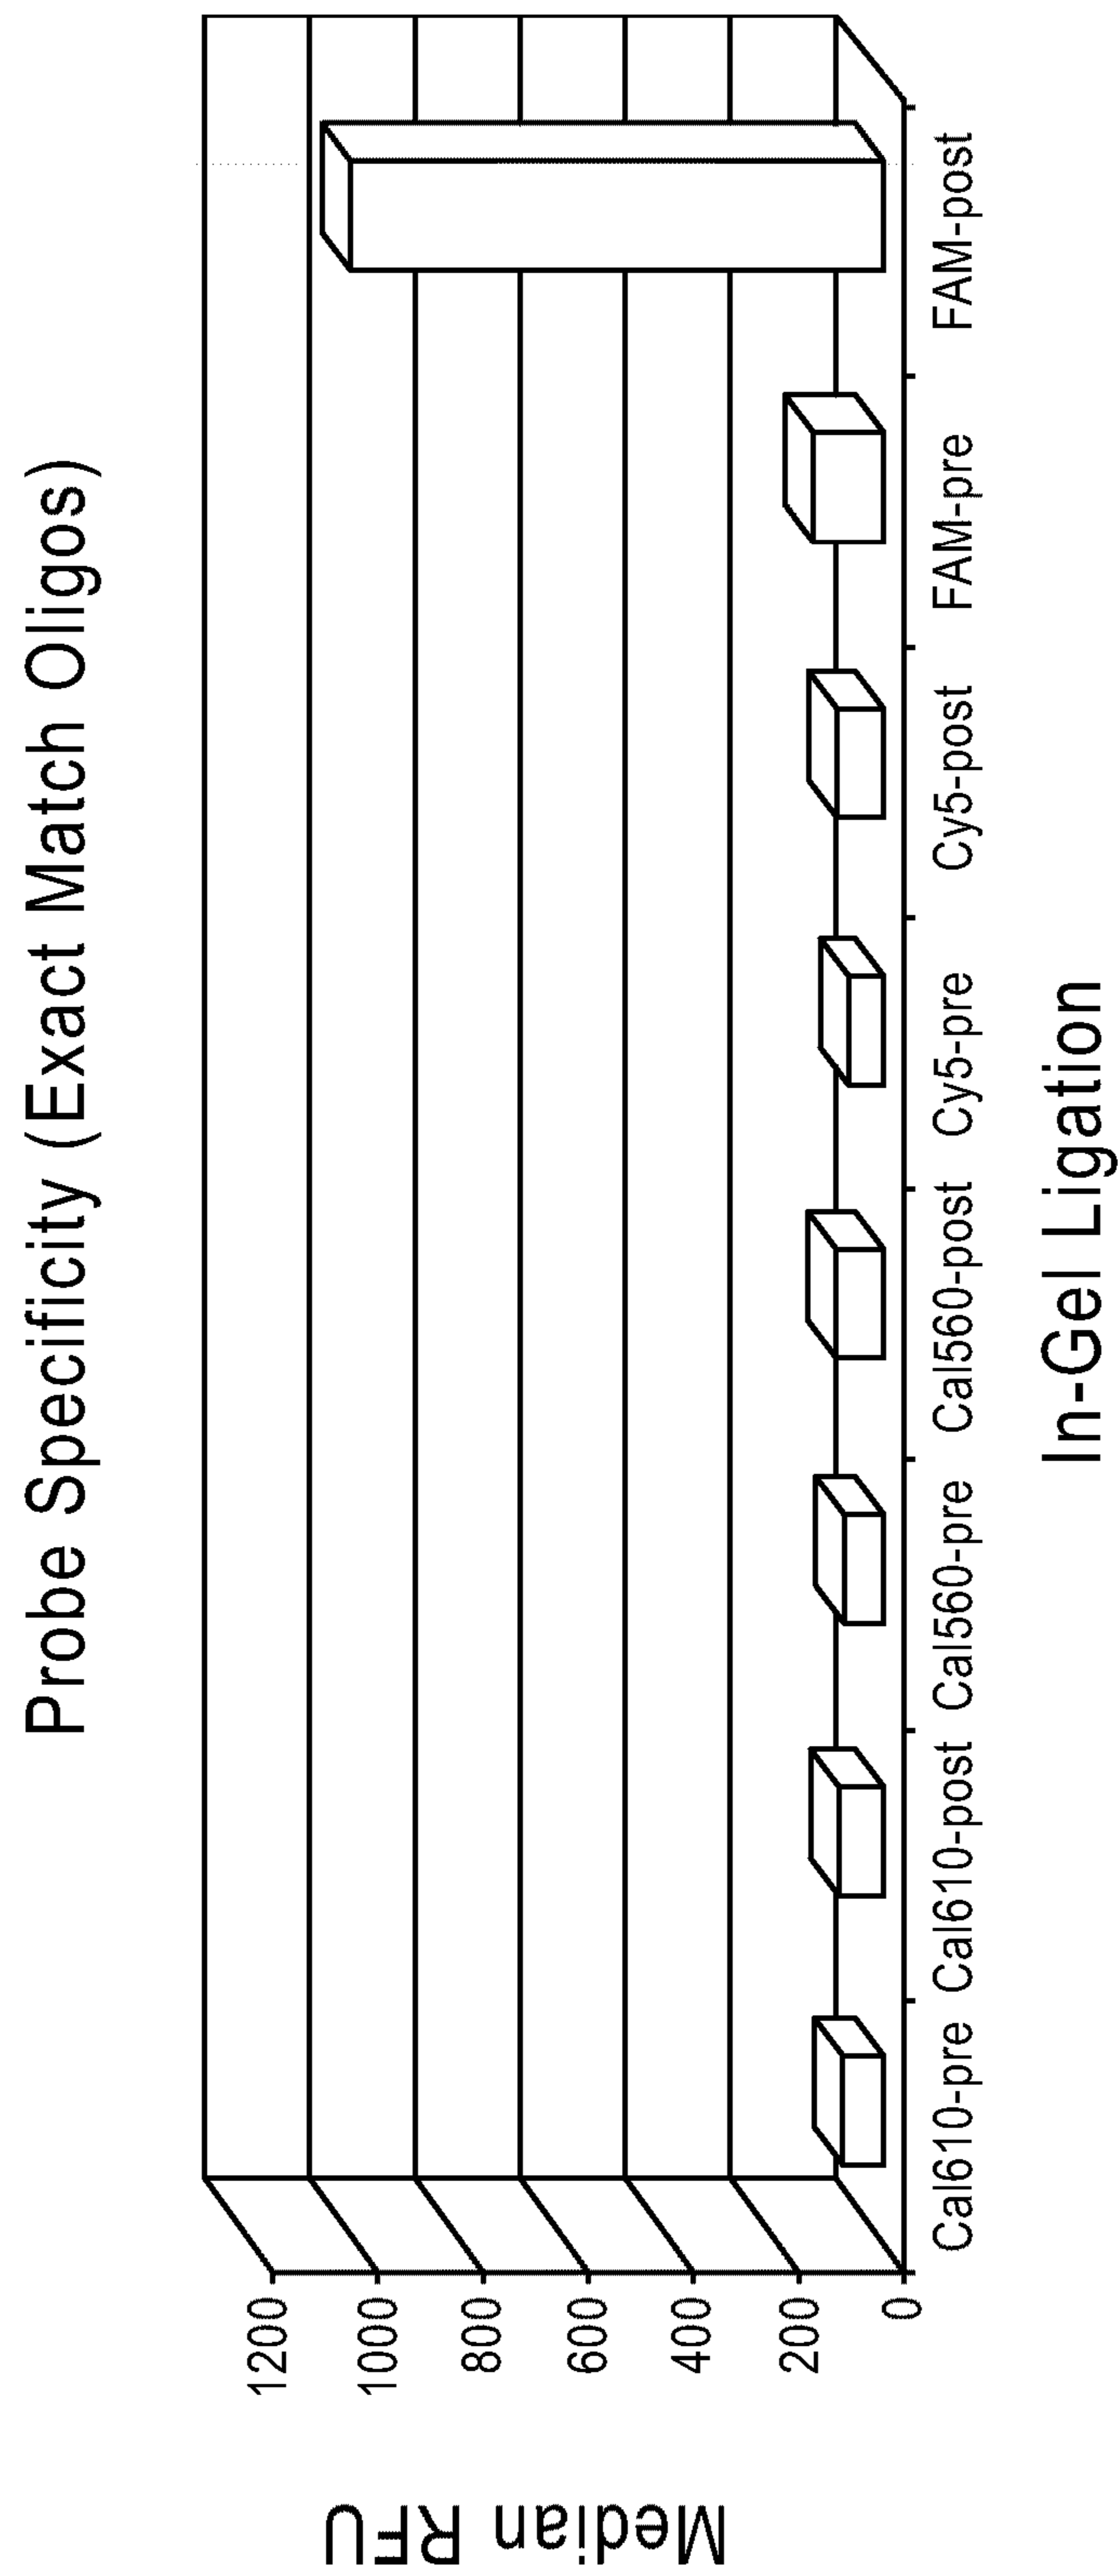 Probe Specificity (Exact Match Oligos)
Median RFU
1200
1000
800
600
400
200
0
Cal610-pre
Cal610-post
Cal560-pre
Cal560-post
Cy5-pre
Cy5-post
FAM-pre
FAM-post
In-Gel Ligation